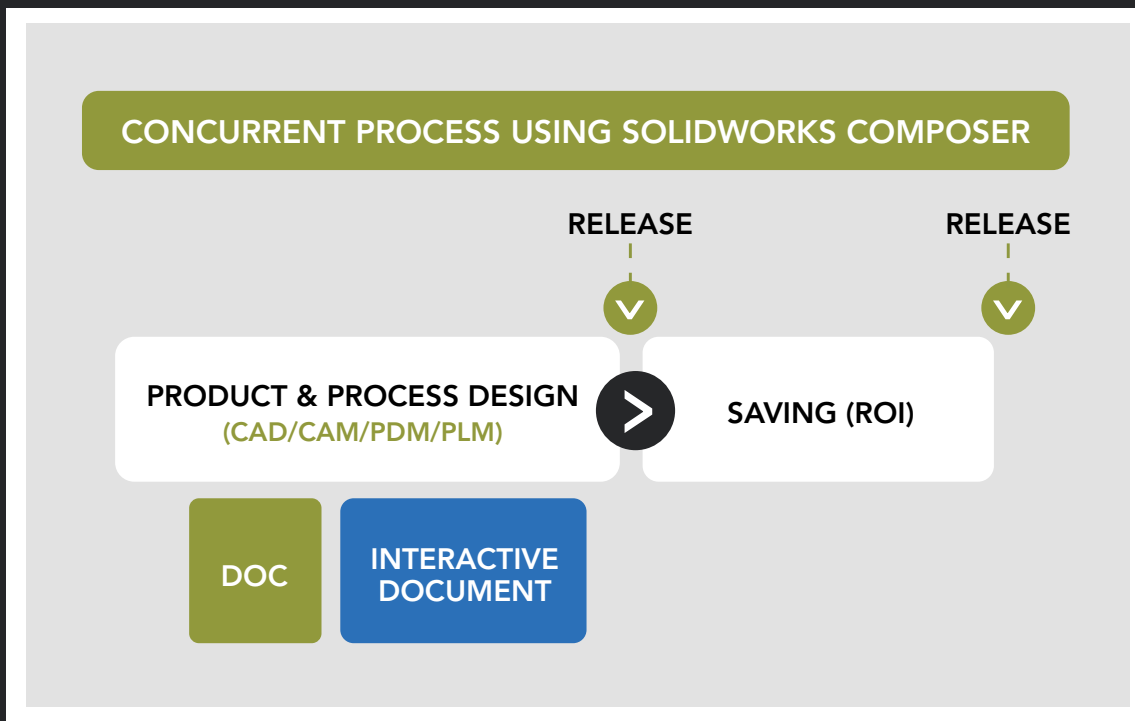 CONCURRENT PROCESS USING SOLIDWORKS COMPOSER
RELEASE
RELEASE
PRODUCT & PROCESS DESIGN
(CAD/CAM/PDM/PLM)
SAVING (ROI)
DOC
INTERACTIVE
DOCUMENT